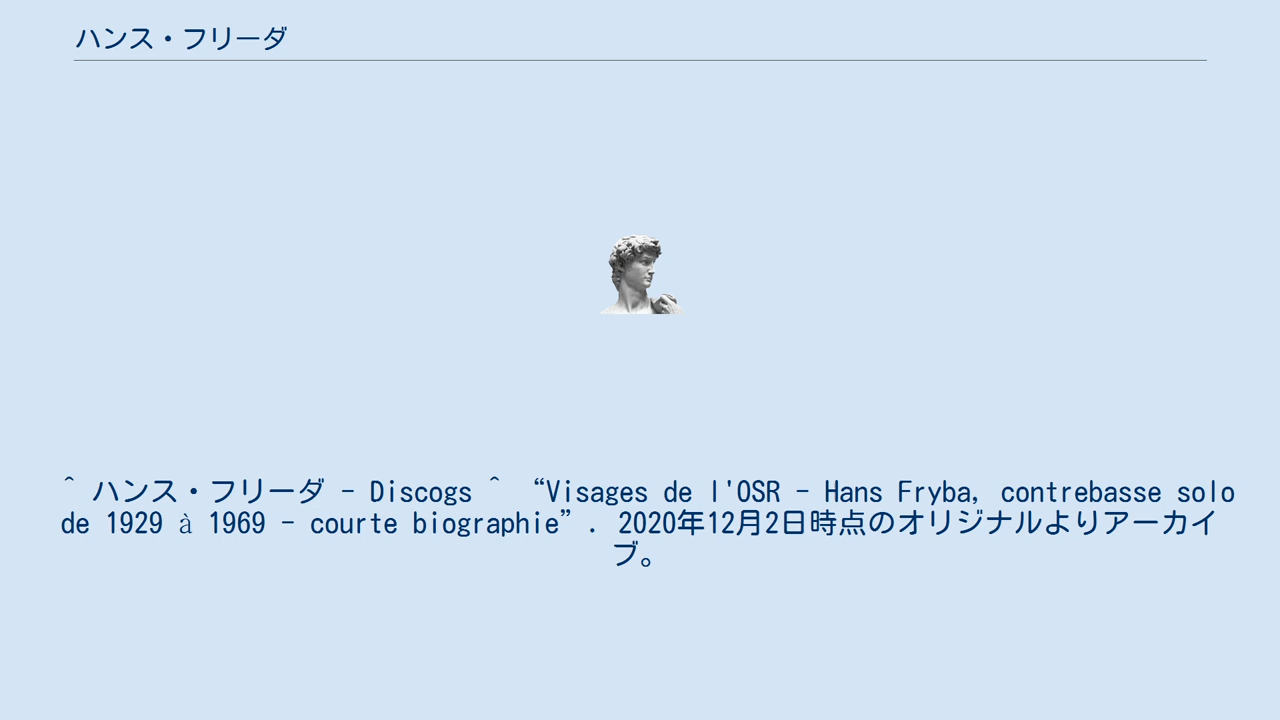 ハンス・フリーダ
^ ハンス・フリーダ - Discogs ^ “Visages de l'OSR - Hans Fryba, contrebasse solo
de 1929 à 1969 - courte biographie”. 2020年12月2日時点のオリジナルよりアーカイ
ブ。